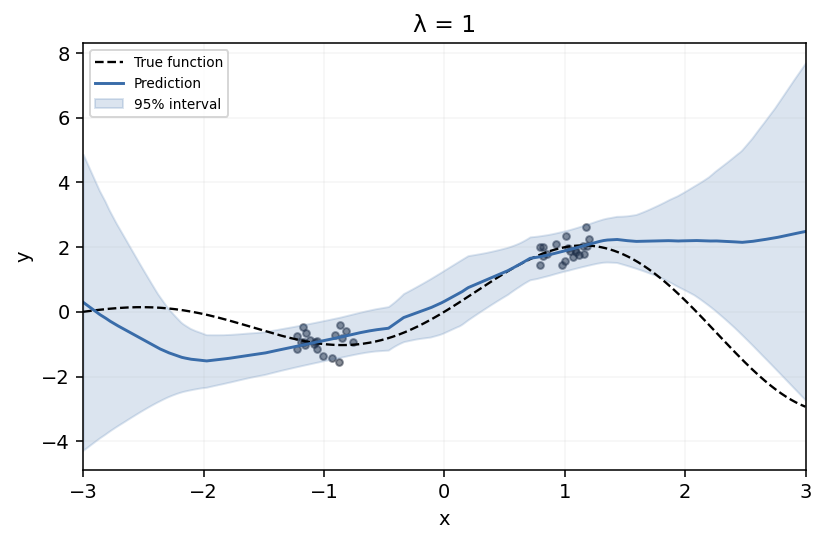 λ = 1
True function
Prediction
95% interval
8
6
4
2
0
−2
−4
y
−3 −2 −1 0 1 2 3
x